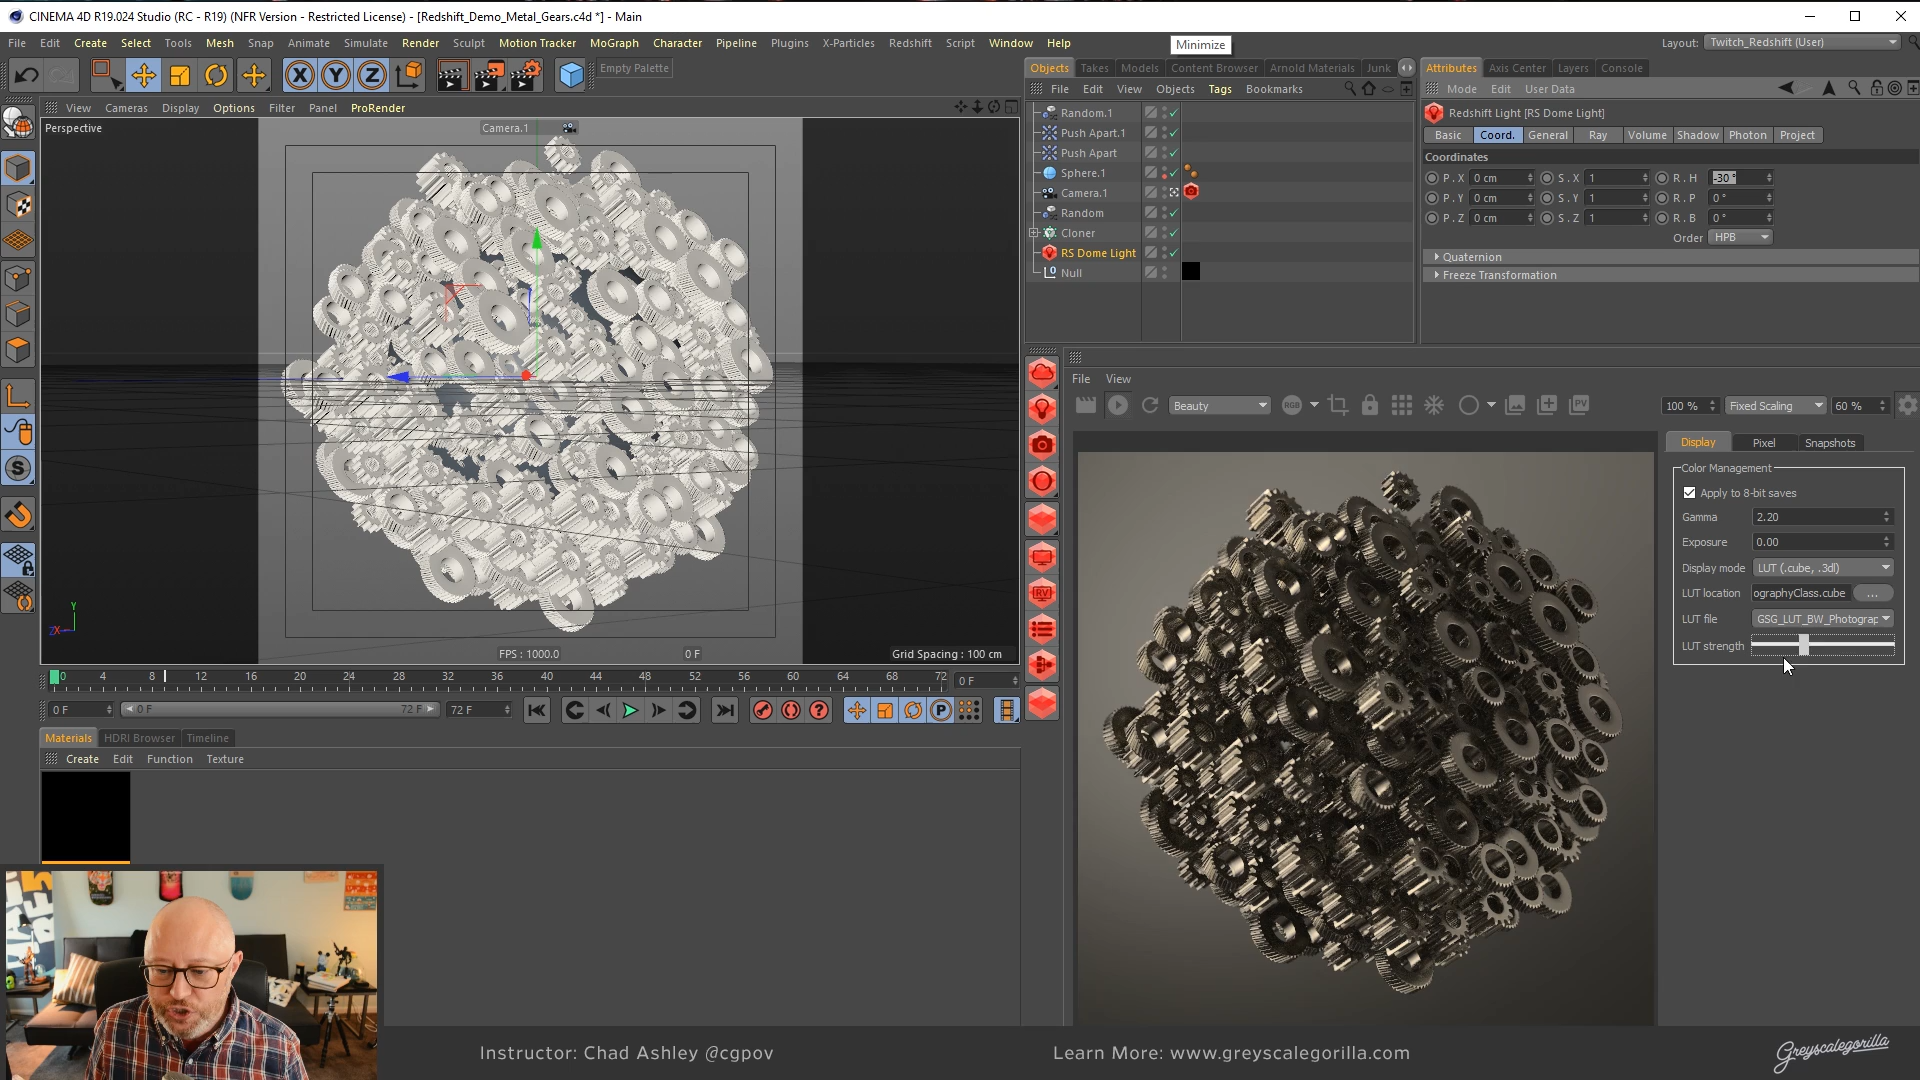 CINEMA 4D R19.024 Studio (RC - R19) (NFR Version - Restricted License) - [Redshift_Demo_Metal_Gears.c4d *] - Main
File Edit Create Select Tools Mesh Snap Animate Simulate Render Sculpt Motion Tracker MoGraph Character Pipeline Plugins X-Particles Redshift Script Window Help
Minimize
Layout: Twitch_Redshift (User)
X Y Z
Empty Palette
Objects Takes Models Content Browser Arnold Materials Junk
Attributes Axis Center Layers Console
File Edit View Objects Tags Bookmarks
Mode Edit User Data
View Cameras Display Options Filter Panel ProRender
Perspective
Camera.1
Random.1
Push Apart.1
Push Apart
Sphere.1
Camera.1
Random
Cloner
RS Dome Light
Null
Redshift Light [RS Dome Light]
Basic Coord. General Ray Volume Shadow Photon Project
Coordinates
P . X 0 cm S . X 1 R . H -30 °
P . Y 0 cm S . Y 1 R . P 0 °
P . Z 0 cm S . Z 1 R . B 0 °
Order HPB
Quaternion
Freeze Transformation
Y
X
Z
FPS : 1000.0
0 F
Grid Spacing : 100 cm
0 4 8 12 16 20 24 28 32 36 40 44 48 52 56 60 64 68 72
0 F
0 F
0 F
72 F
72 F
P
Materials HDRI Browser Timeline
Create Edit Function Texture
File View
Beauty
RGB
PV
100 %
Fixed Scaling
60 %
RV
Display Pixel Snapshots
Color Management
Apply to 8-bit saves
Gamma 2.20
Exposure 0.00
Display mode LUT (.cube, .3dl)
LUT location ographyClass.cube ...
LUT file GSG_LUT_BW_Photograp
LUT strength
Instructor: Chad Ashley @cgpov
Learn More: www.greyscalegorilla.com
Greyscalegorilla